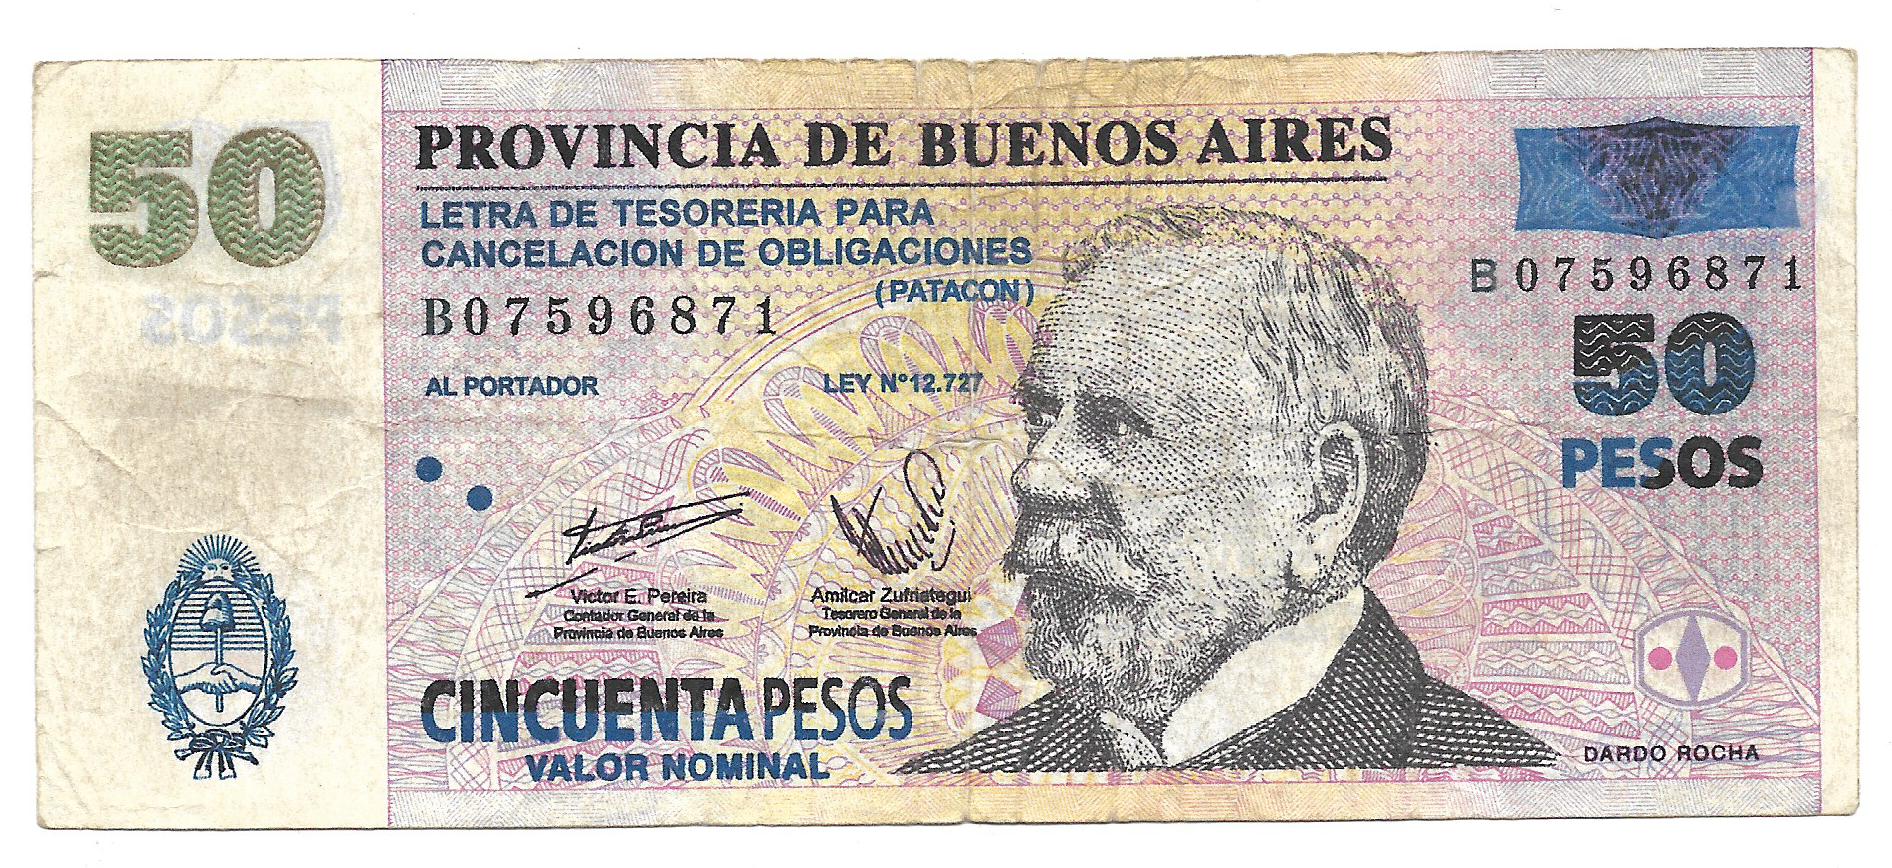 50
PROVINCIA DE BUENOS AIRES
LETRA DE TESORERIA PARA
CANCELACION DE OBLIGACIONES
(PATACON)
B07596871
B07596871
50
PESOS
AL PORTADOR
LEY N°12.727
Victor E. Pereira
Contador General de la
Provincia de Buenos Aires
Amilcar Zufriategui
Tesorero General de la
Provincia de Buenos Aires
CINCUENTA PESOS
VALOR NOMINAL
DARDO ROCHA